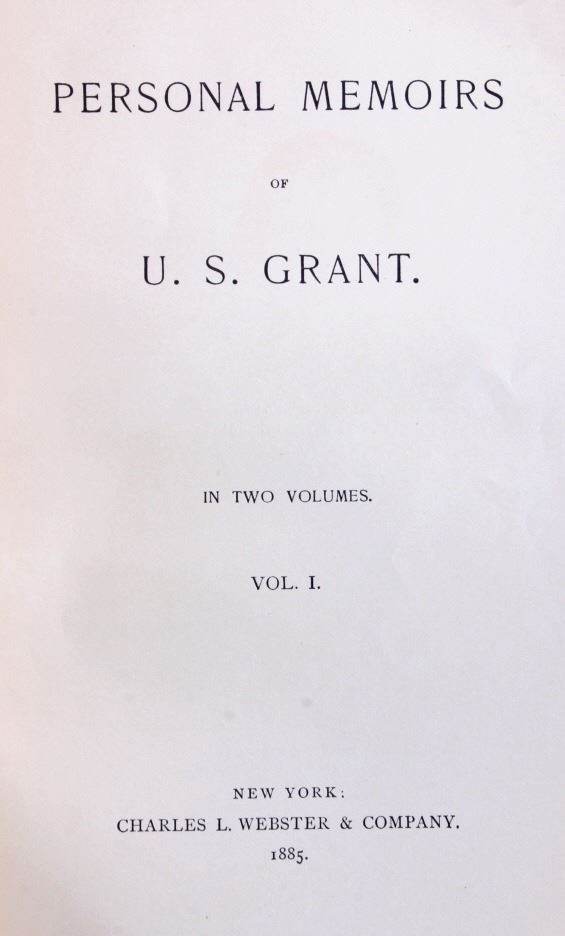 PERSONAL MEMOIRS
OF
U. S. GRANT.
IN TWO VOLUMES.
VOL. I.
NEW YORK:
CHARLES L. WEBSTER & COMPANY.
1885.